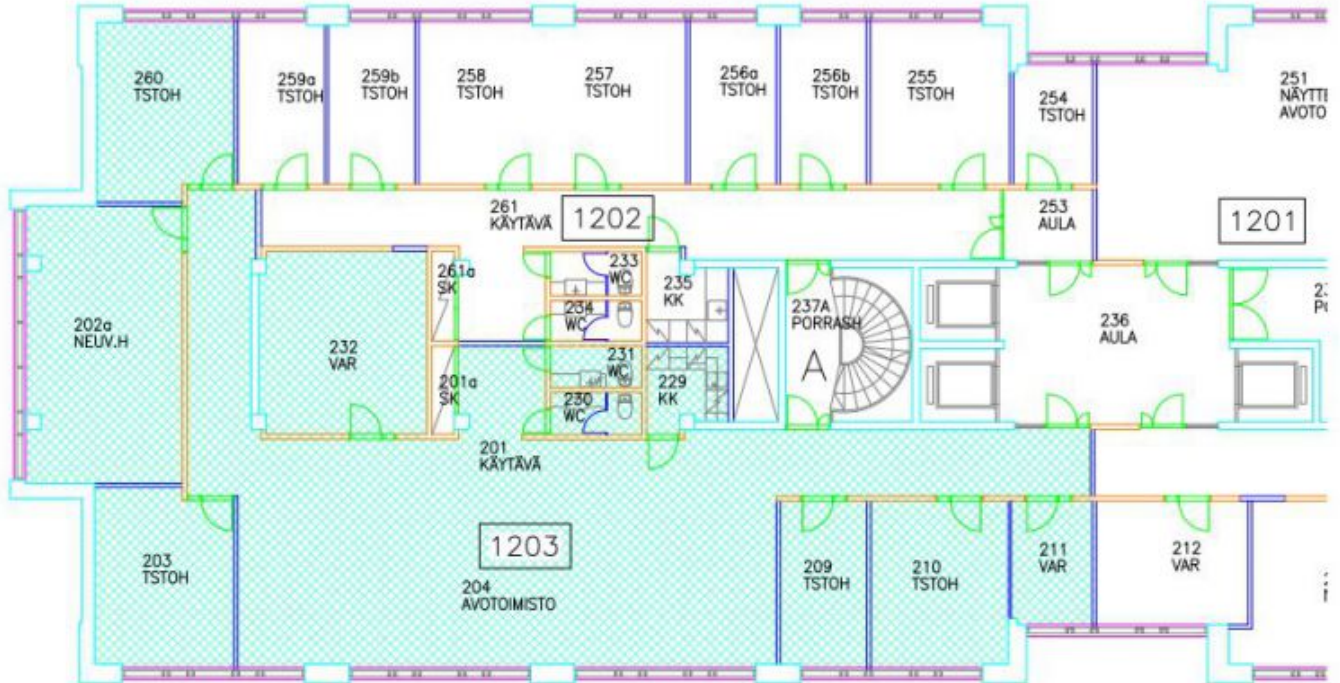 260
TSTOH
259a
TSTOH
259b
TSTOH
258
TSTOH
257
TSTOH
256a
TSTOH
256b
TSTOH
255
TSTOH
254
TSTOH
251
261
KÄYTÄVÄ
1202
253
AULA
1201
202a
NEUV.H
232
VAR
261a
SK
201a
SK
233
WC
234
WC
231
WC
230
WC
235
KK
229
KK
237A
PORRASH
A
236
AULA
201
KÄYTÄVÄ
203
TSTOH
1203
204
AVOTOIMISTO
209
TSTOH
210
TSTOH
211
VAR
212
VAR